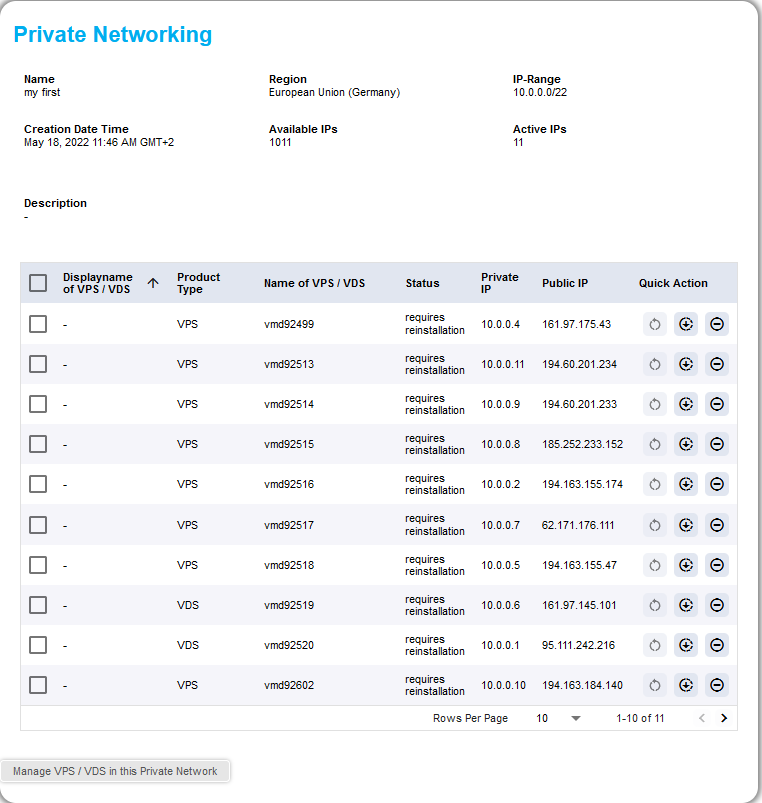 Private Networking
Name Region IP-Range
my first European Union (Germany) 10.0.0.0/22
Creation Date Time Available IPs Active IPs
May 18, 2022 11:46 AM GMT+2 1011 11
Description
-
Displayname of VPS / VDS Product Type Name of VPS / VDS Status Private IP Public IP Quick Action
- VPS vmd92499 requires reinstallation 10.0.0.4 161.97.175.43
- VPS vmd92513 requires reinstallation 10.0.0.11 194.60.201.234
- VPS vmd92514 requires reinstallation 10.0.0.9 194.60.201.233
- VPS vmd92515 requires reinstallation 10.0.0.8 185.252.233.152
- VPS vmd92516 requires reinstallation 10.0.0.2 194.163.155.174
- VPS vmd92517 requires reinstallation 10.0.0.7 62.171.176.111
- VPS vmd92518 requires reinstallation 10.0.0.5 194.163.155.47
- VDS vmd92519 requires reinstallation 10.0.0.6 161.97.145.101
- VDS vmd92520 requires reinstallation 10.0.0.1 95.111.242.216
- VPS vmd92602 requires reinstallation 10.0.0.10 194.163.184.140
Rows Per Page 10 1-10 of 11
Manage VPS / VDS in this Private Network